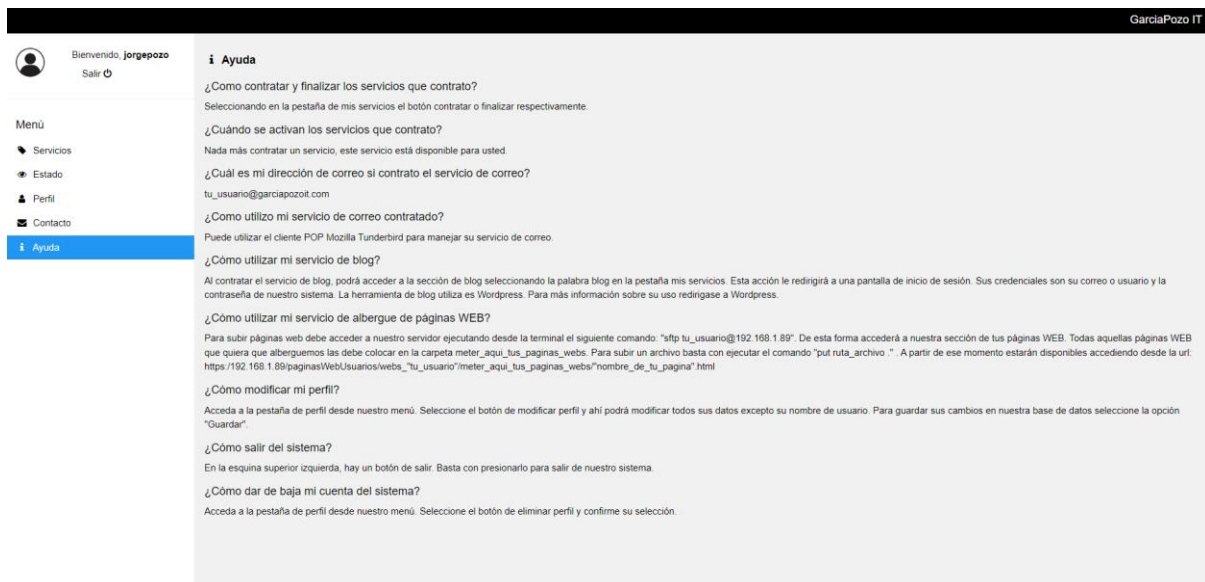 GarciaPozo IT
Bienvenido, jorgepozo
Salir
Menú
Servicios
Estado
Perfil
Contacto
Ayuda
Ayuda
¿Como contratar y finalizar los servicios que contrato?
Seleccionando en la pestaña de mis servicios el botón contratar o finalizar respectivamente.
¿Cuándo se activan los servicios que contrato?
Nada más contratar un servicio, este servicio está disponible para usted.
¿Cuál es mi dirección de correo si contrato el servicio de correo?
tu_usuario@garciapozoit.com
¿Como utilizo mi servicio de correo contratado?
Puede utilizar el cliente POP Mozilla Tunderbird para manejar su servicio de correo.
¿Cómo utilizar mi servicio de blog?
Al contratar el servicio de blog, podrá acceder a la sección de blog seleccionando la palabra blog en la pestaña mis servicios. Esta acción le redirigirá a una pantalla de inicio de sesión. Sus credenciales son su correo o usuario y la
contraseña de nuestro sistema. La herramienta de blog utiliza es Wordpress. Para más información sobre su uso redirigase a Wordpress.
¿Cómo utilizar mi servicio de albergue de páginas WEB?
Para subir páginas web debe acceder a nuestro servidor ejecutando desde la terminal el siguiente comando: "sftp tu_usuario@192.168.1.89". De esta forma accederá a nuestra sección de tus páginas WEB. Todas aquellas páginas WEB
que quiera que alberguemos las debe colocar en la carpeta meter_aqui_tus_paginas_webs. Para subir un archivo basta con ejecutar el comando "put ruta_archivo ." . A partir de ese momento estarán disponibles accediendo desde la url:
https:/192.168.1.89/paginasWebUsuarios/webs_"tu_usuario"/meter_aqui_tus_paginas_webs/"nombre_de_tu_pagina".html
¿Cómo modificar mi perfil?
Acceda a la pestaña de perfil desde nuestro menú. Seleccione el botón de modificar perfil y ahí podrá modificar todos sus datos excepto su nombre de usuario. Para guardar sus cambios en nuestra base de datos seleccione la opción
"Guardar".
¿Cómo salir del sistema?
En la esquina superior izquierda, hay un botón de salir. Basta con presionarlo para salir de nuestro sistema.
¿Cómo dar de baja mi cuenta del sistema?
Acceda a la pestaña de perfil desde nuestro menú. Seleccione el botón de eliminar perfil y confirme su selección.